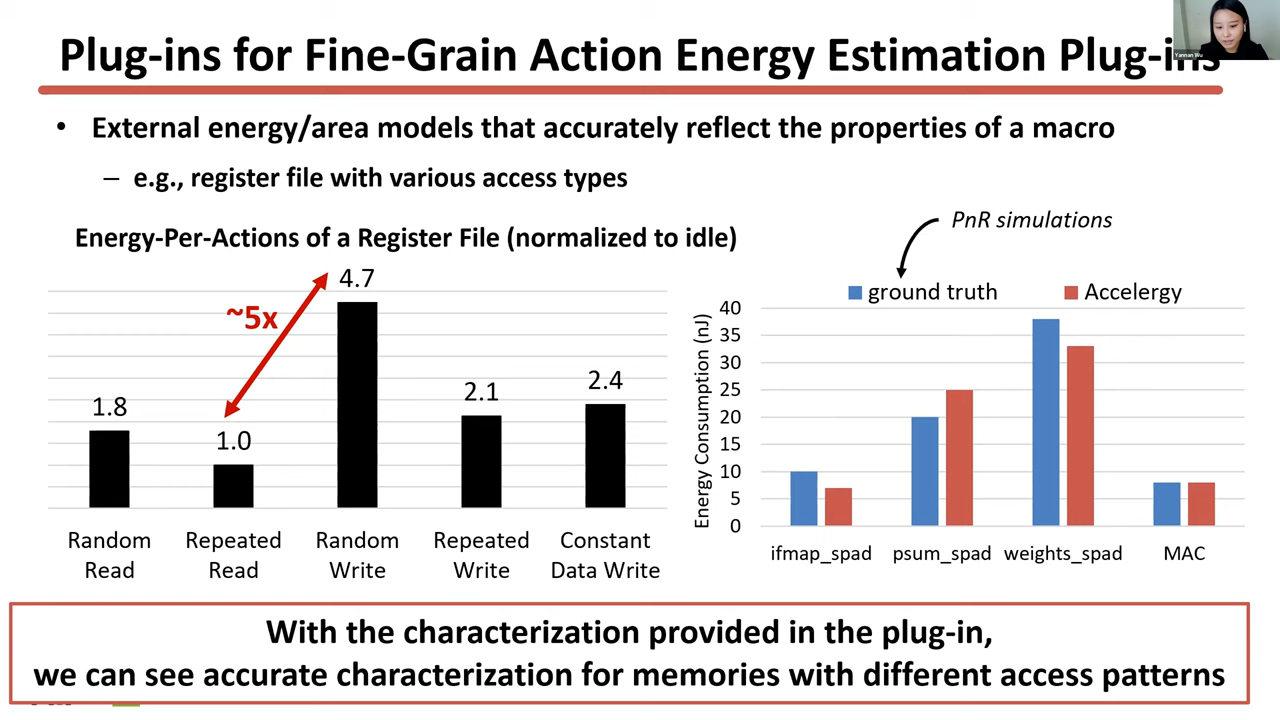 Plug-ins for Fine-Grain Action Energy Estimation Plug-ins
Yannan Wu
• External energy/area models that accurately reflect the properties of a macro
– e.g., register file with various access types
Energy-Per-Actions of a Register File (normalized to idle)
4.7
~5x
1.8
1.0
2.1
2.4
Random Read
Repeated Read
Random Write
Repeated Write
Constant Data Write
PnR simulations
ground truth
Accelergy
Energy Consumption (nJ)
40
35
30
25
20
15
10
5
0
ifmap_spad
psum_spad
weights_spad
MAC
With the characterization provided in the plug-in,
we can see accurate characterization for memories with different access patterns